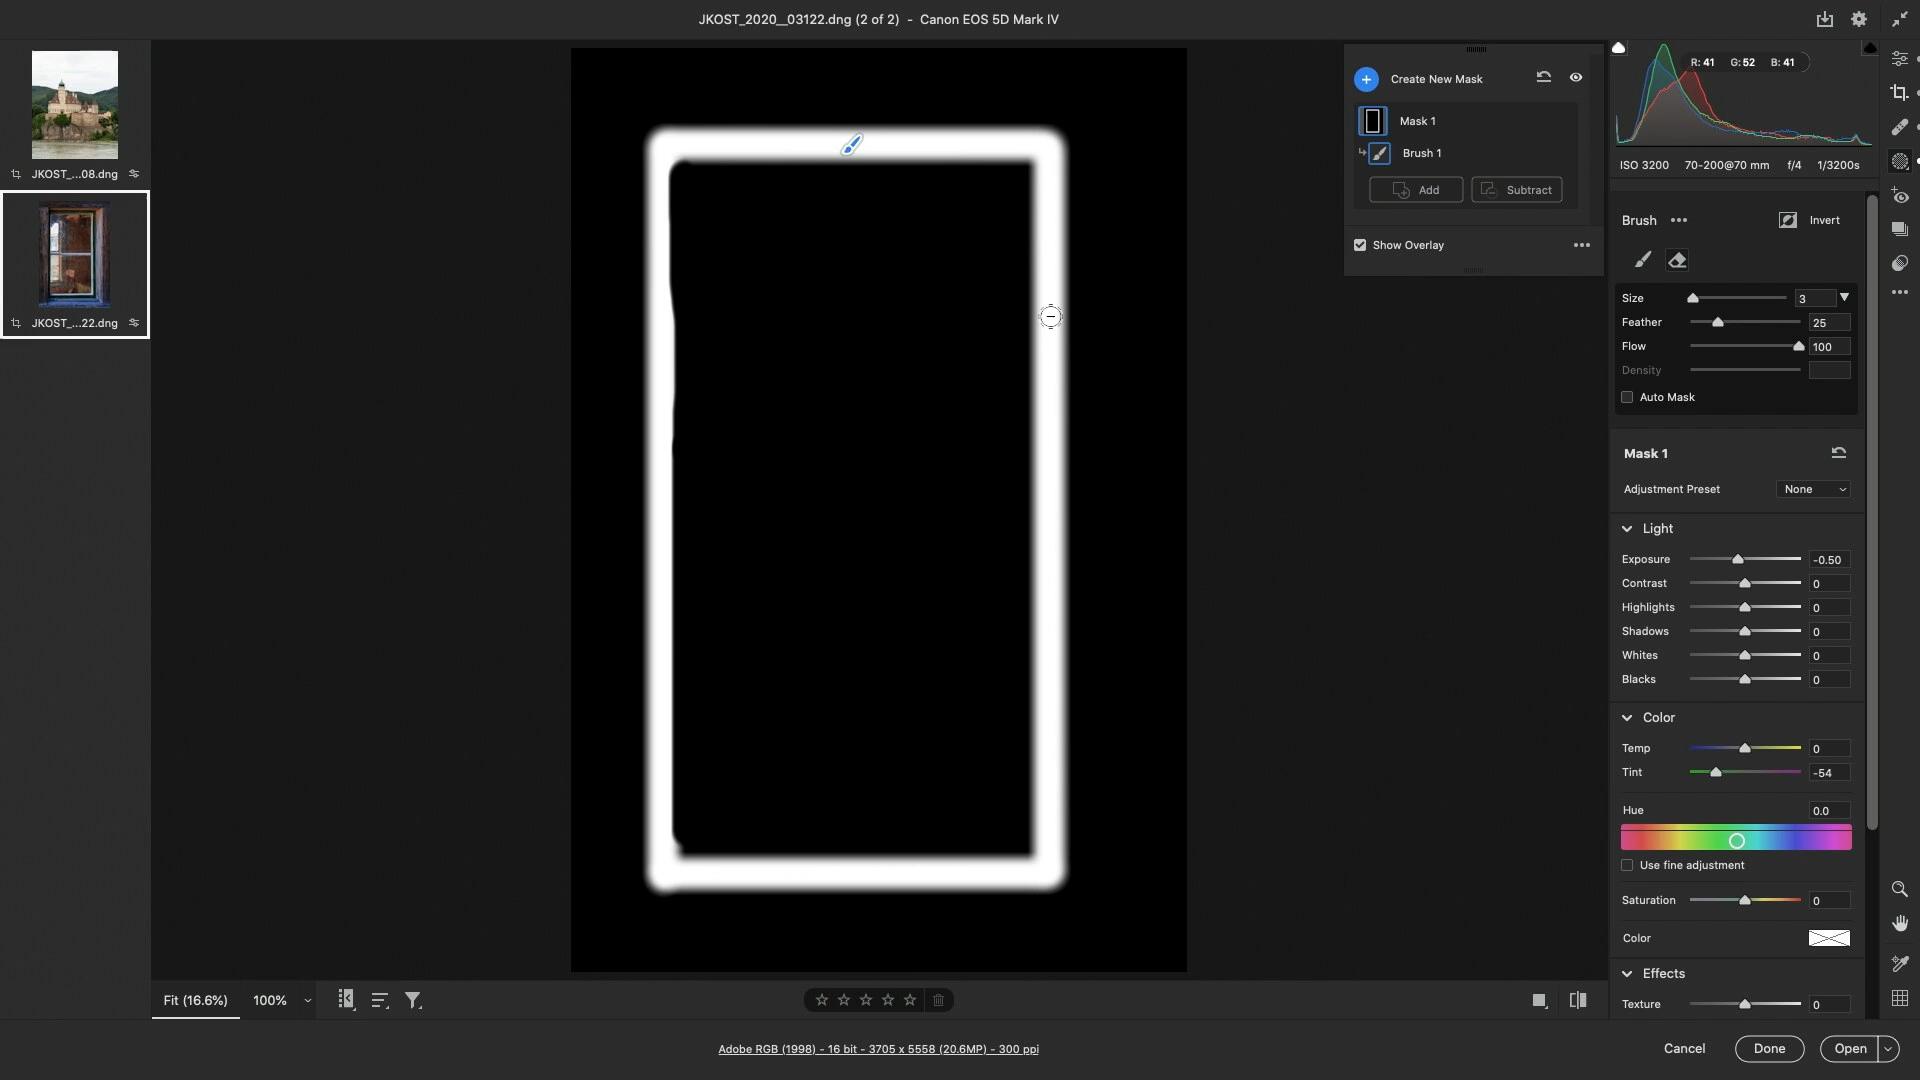 JKOST_2020__03122.dng (2 of 2) - Canon EOS 5D Mark IV
JKOST_...08.dng
JKOST_...22.dng
Create New Mask
Mask 1
Brush 1
Add
Subtract
Show Overlay
R: 41 G: 52 B: 41
ISO 3200 70-200@70 mm f/4 1/3200s
Brush
Invert
Size 3
Feather 25
Flow 100
Density
Auto Mask
Mask 1
Adjustment Preset None
Light
Exposure -0.50
Contrast 0
Highlights 0
Shadows 0
Whites 0
Blacks 0
Color
Temp 0
Tint -54
Hue 0.0
Use fine adjustment
Saturation 0
Color
Effects
Texture 0
Fit (16.6%) 100%
Adobe RGB (1998) - 16 bit - 3705 x 5558 (20.6MP) - 300 ppi
Cancel Done Open